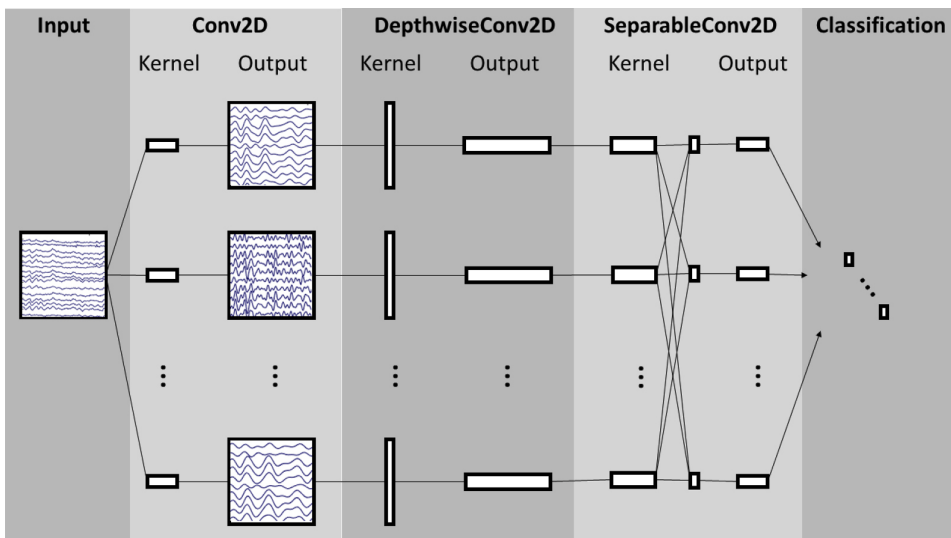 Input Conv2D DepthwiseConv2D SeparableConv2D Classification
Kernel Output Kernel Output Kernel Output